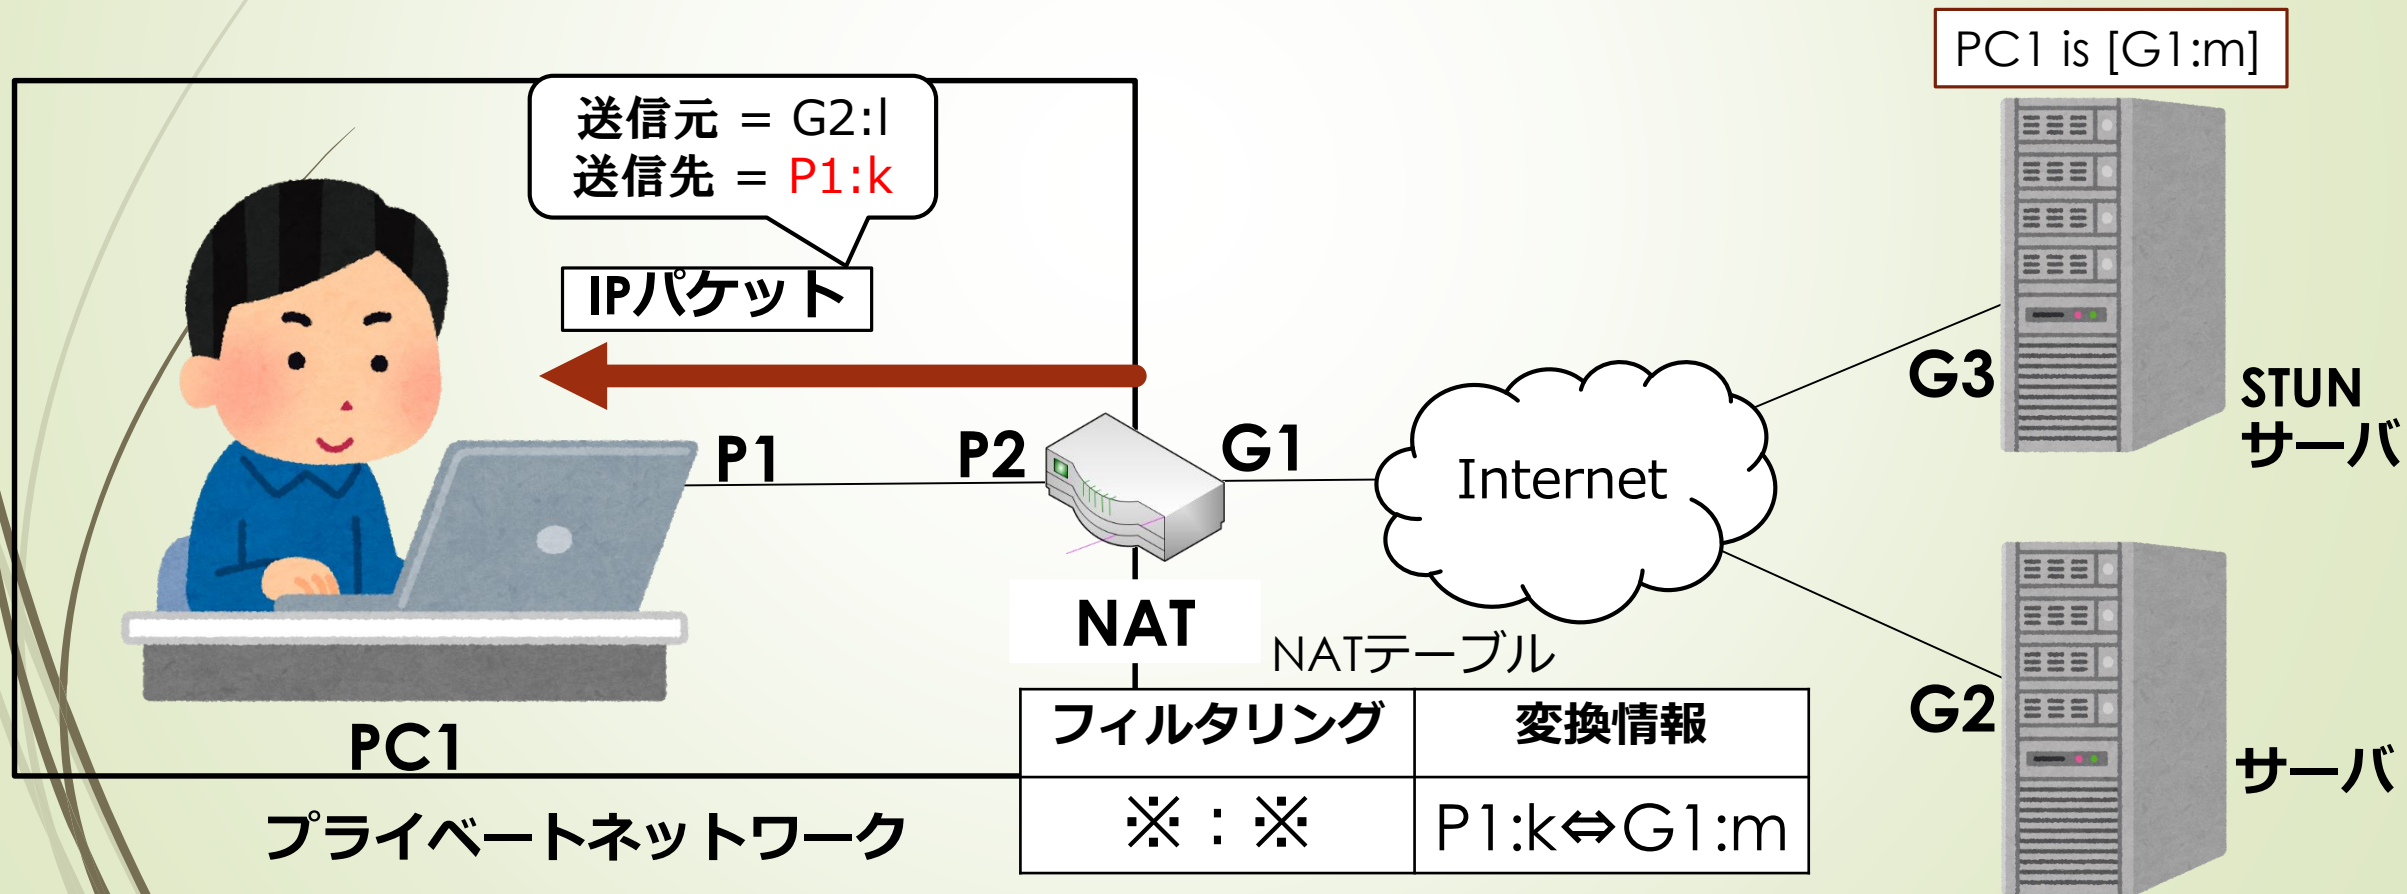 PC1 is [G1:m]
送信元 = G2:l
送信先 = P1:k
IPパケット
P1
P2
G1
Internet
G3
STUN
サーバ
NAT
NATテーブル
フィルタリング 変換情報
※:※ P1:k⇔G1:m
G2
サーバ
PC1
プライベートネットワーク